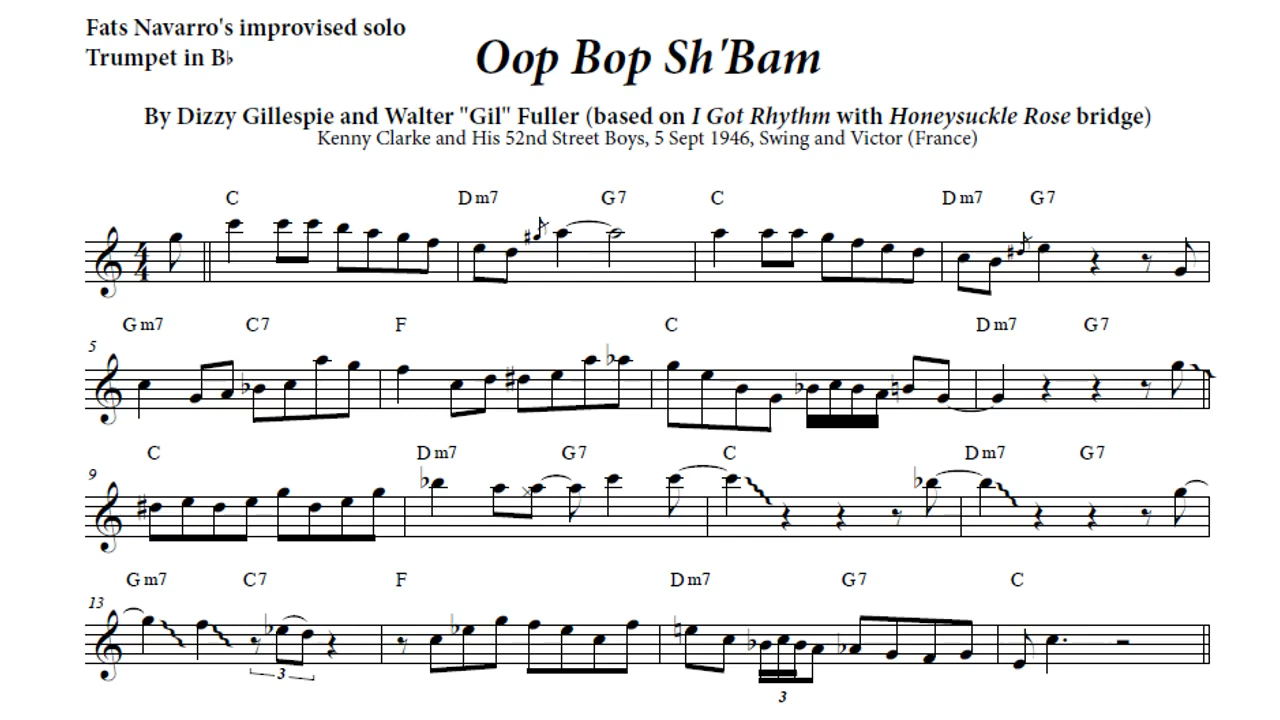 Fats Navarro's improvised solo
Trumpet in B♭
Oop Bop Sh'Bam
By Dizzy Gillespie and Walter "Gil" Fuller (based on I Got Rhythm with Honeysuckle Rose bridge)
Kenny Clarke and His 52nd Street Boys, 5 Sept 1946, Swing and Victor (France)
C Dm7 G7 C Dm7 G7
4
4
Gm7 C7 F C Dm7 G7
5
C Dm7 G7 C Dm7 G7
9
Gm7 C7 F Dm7 G7 C
13
3
3